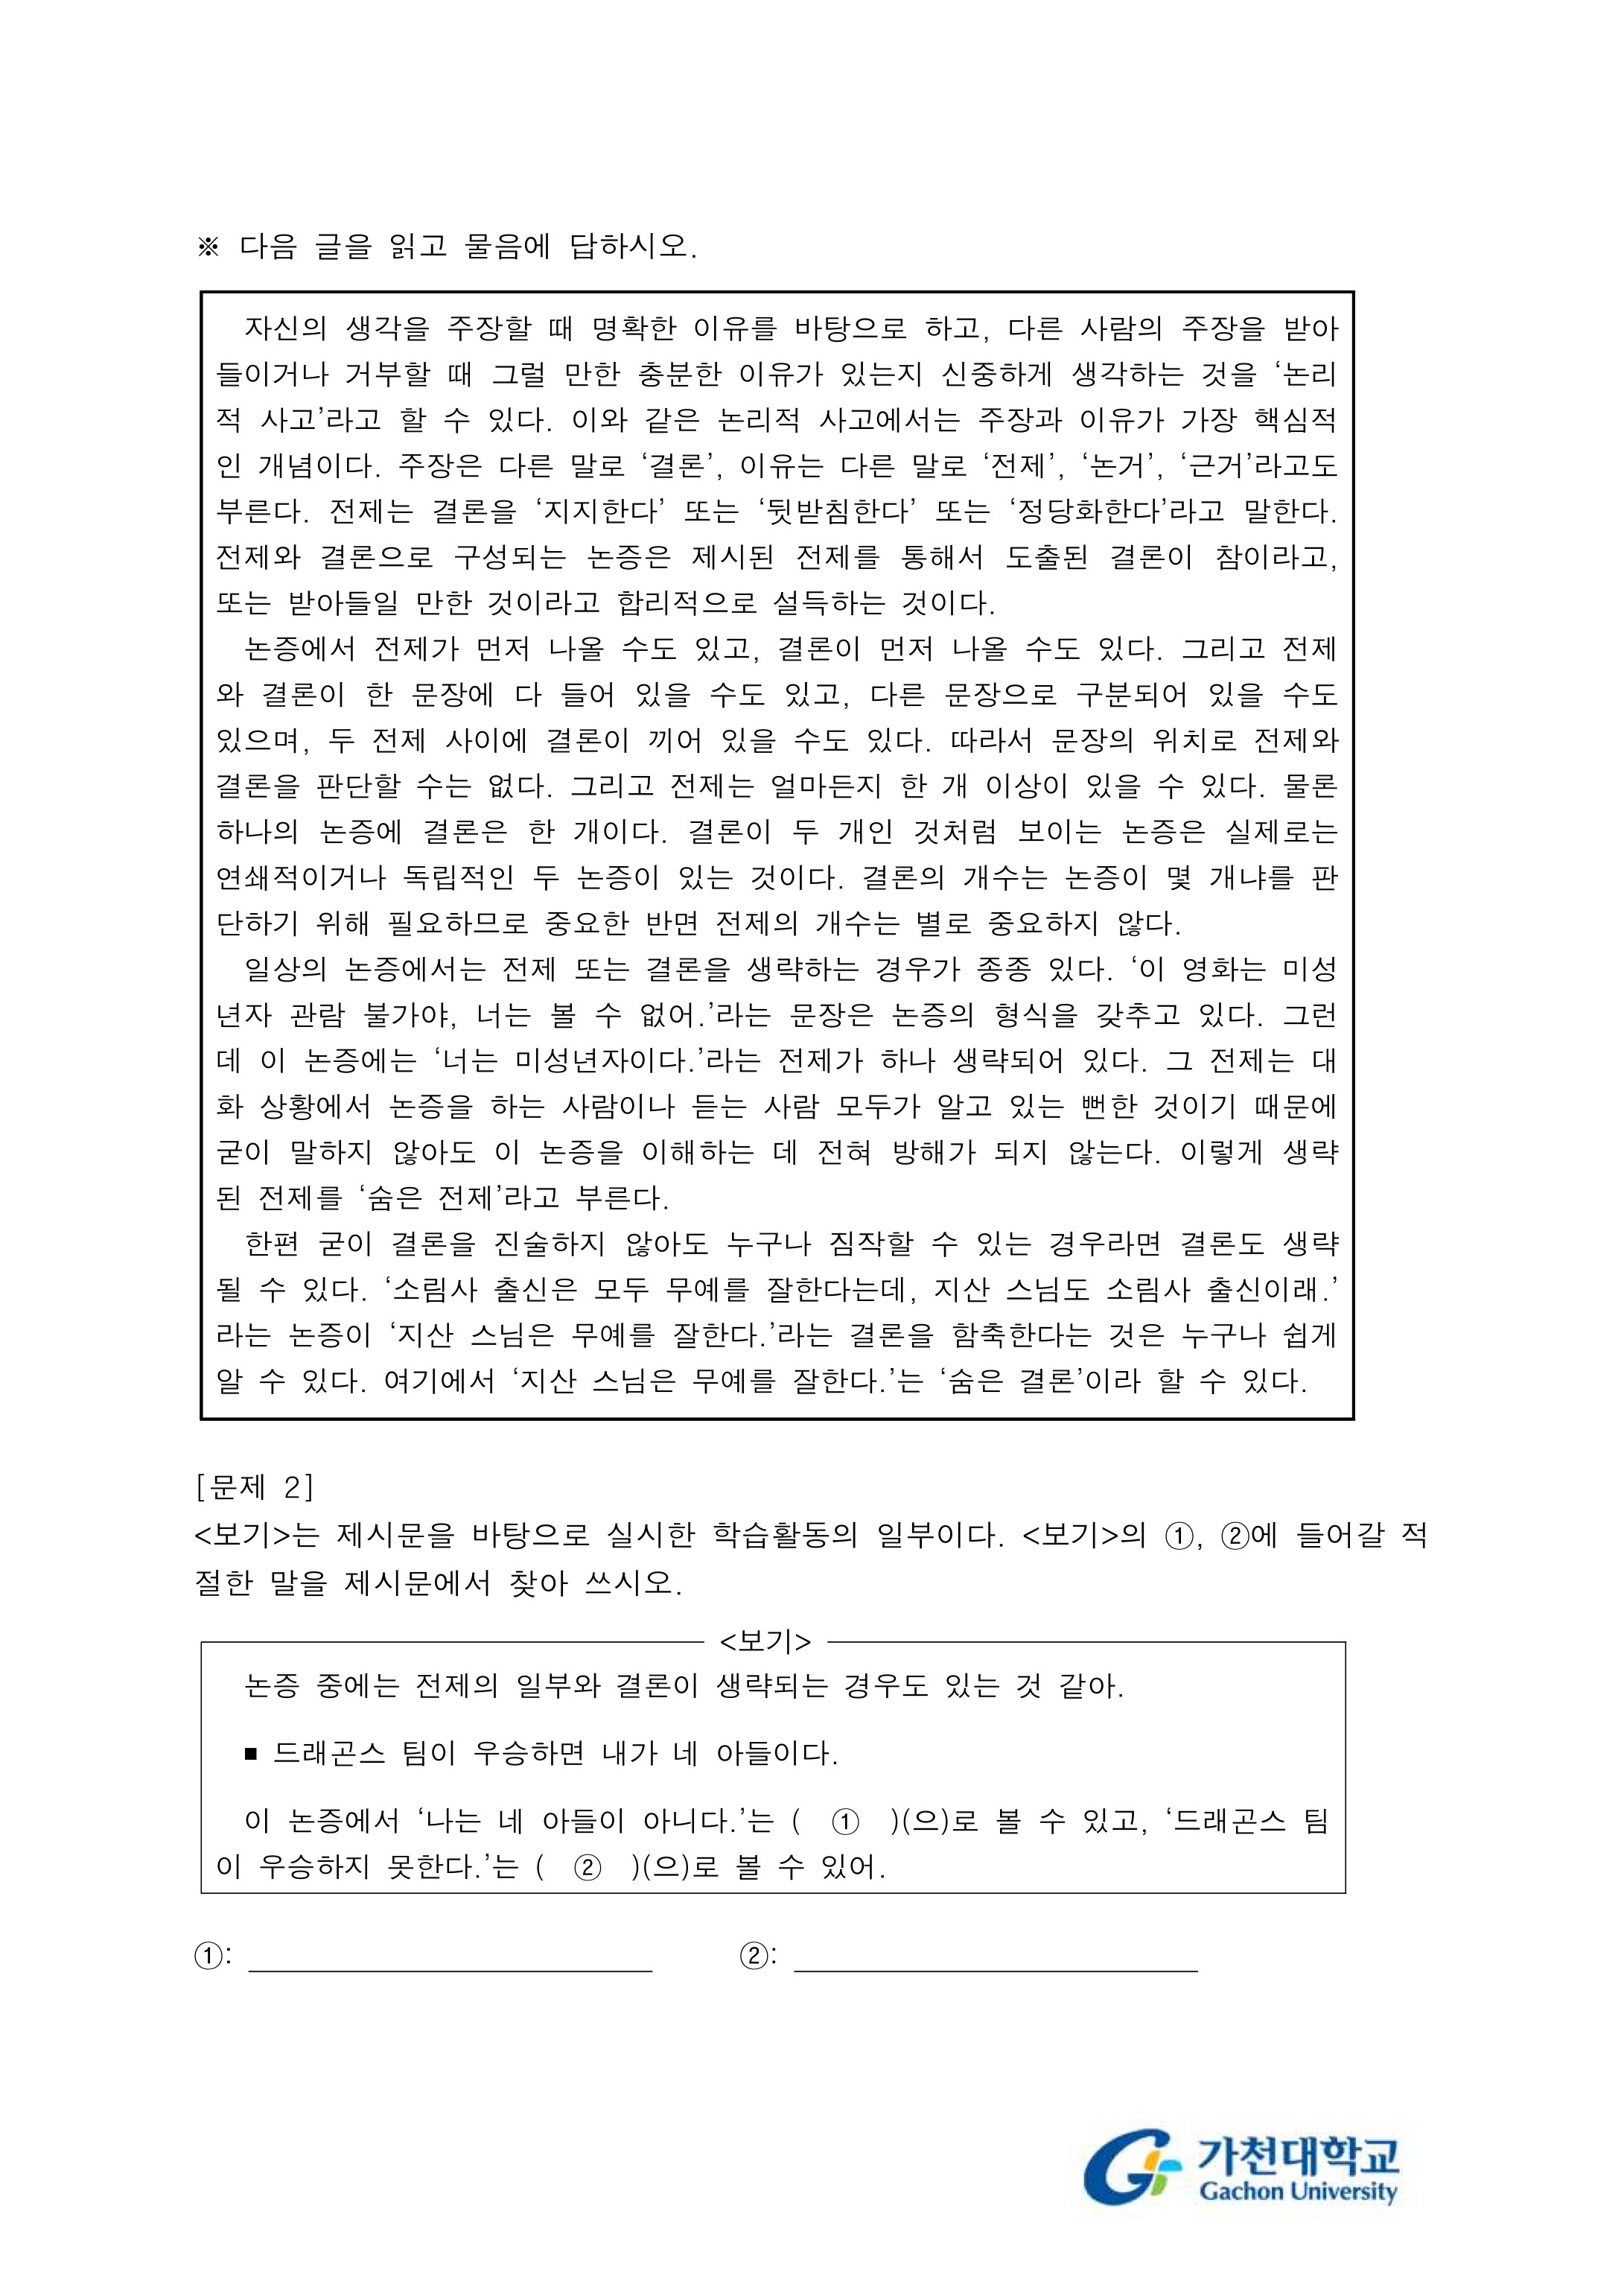 ※ 다음 글을 읽고 물음에 답하시오.
자신의 생각을 주장할 때 명확한 이유를 바탕으로 하고, 다른 사람의 주장을 받아
들이거나 거부할 때 그럴 만한 충분한 이유가 있는지 신중하게 생각하는 것을 ‘논리
적 사고’라고 할 수 있다. 이와 같은 논리적 사고에서는 주장과 이유가 가장 핵심적
인 개념이다. 주장은 다른 말로 ‘결론’, 이유는 다른 말로 ‘전제’, ‘논거’, ‘근거’라고도
부른다. 전제는 결론을 ‘지지한다’ 또는 ‘뒷받침한다’ 또는 ‘정당화한다’라고 말한다.
전제와 결론으로 구성되는 논증은 제시된 전제를 통해서 도출된 결론이 참이라고,
또는 받아들일 만한 것이라고 합리적으로 설득하는 것이다.
논증에서 전제가 먼저 나올 수도 있고, 결론이 먼저 나올 수도 있다. 그리고 전제
와 결론이 한 문장에 다 들어 있을 수도 있고, 다른 문장으로 구분되어 있을 수도
있으며, 두 전제 사이에 결론이 끼어 있을 수도 있다. 따라서 문장의 위치로 전제와
결론을 판단할 수는 없다. 그리고 전제는 얼마든지 한 개 이상이 있을 수 있다. 물론
하나의 논증에 결론은 한 개이다. 결론이 두 개인 것처럼 보이는 논증은 실제로는
연쇄적이거나 독립적인 두 논증이 있는 것이다. 결론의 개수는 논증이 몇 개냐를 판
단하기 위해 필요하므로 중요한 반면 전제의 개수는 별로 중요하지 않다.
일상의 논증에서는 전제 또는 결론을 생략하는 경우가 종종 있다. ‘이 영화는 미성
년자 관람 불가야, 너는 볼 수 없어.’라는 문장은 논증의 형식을 갖추고 있다. 그런
데 이 논증에는 ‘너는 미성년자이다.’라는 전제가 하나 생략되어 있다. 그 전제는 대
화 상황에서 논증을 하는 사람이나 듣는 사람 모두가 알고 있는 뻔한 것이기 때문에
굳이 말하지 않아도 이 논증을 이해하는 데 전혀 방해가 되지 않는다. 이렇게 생략
된 전제를 ‘숨은 전제’라고 부른다.
한편 굳이 결론을 진술하지 않아도 누구나 짐작할 수 있는 경우라면 결론도 생략
될 수 있다. ‘소림사 출신은 모두 무예를 잘한다는데, 지산 스님도 소림사 출신이래.’
라는 논증이 ‘지산 스님은 무예를 잘한다.’라는 결론을 함축한다는 것은 누구나 쉽게
알 수 있다. 여기에서 ‘지산 스님은 무예를 잘한다.’는 ‘숨은 결론’이라 할 수 있다.
[문제 2]
<보기>는 제시문을 바탕으로 실시한 학습활동의 일부이다. <보기>의 ①, ②에 들어갈 적
절한 말을 제시문에서 찾아 쓰시오.
<보기>
논증 중에는 전제의 일부와 결론이 생략되는 경우도 있는 것 같아.
▪ 드래곤스 팀이 우승하면 내가 네 아들이다.
이 논증에서 ‘나는 네 아들이 아니다.’는 ( ① )(으)로 볼 수 있고, ‘드래곤스 팀
이 우승하지 못한다.’는 ( ② )(으)로 볼 수 있어.
①: ____________ ②: ____________
가천대학교
Gachon University